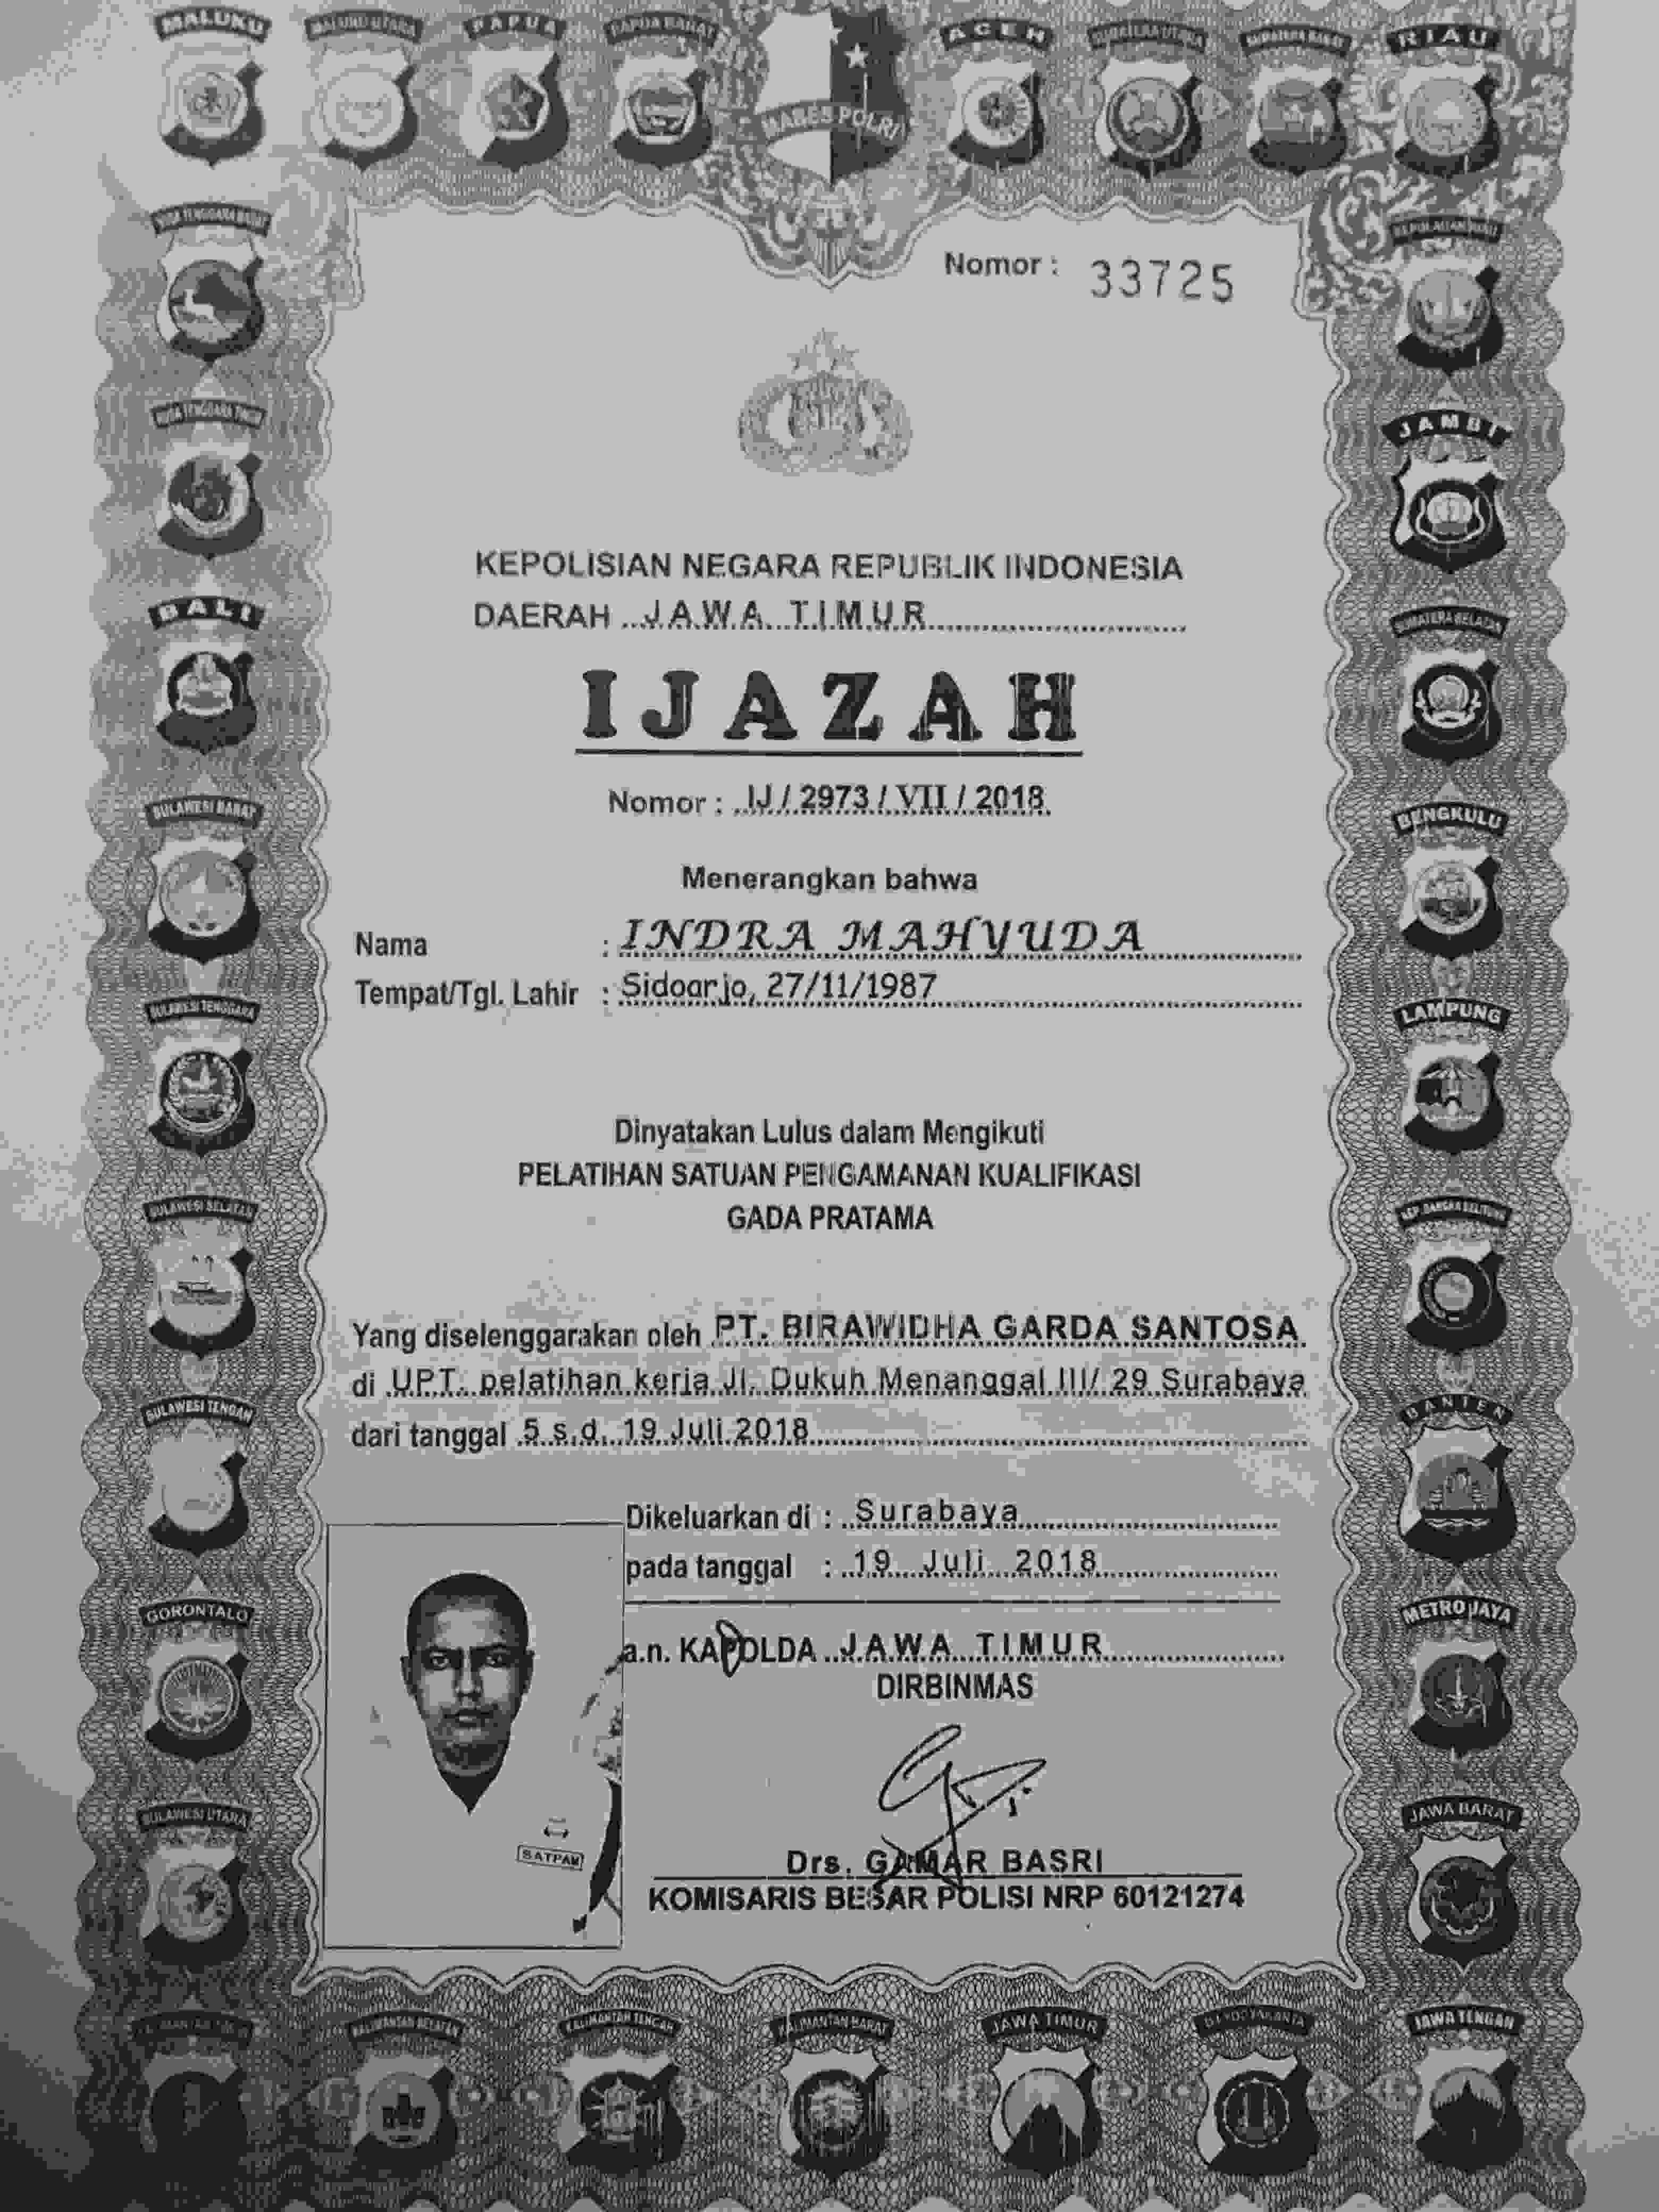 MALUKU
MALUKU UTARA
PAPUA
PAPUA BARAT
MABES POLRI
ACEH
SUMATERA UTARA
SUMATERA BARAT
RIAU
NUSA TENGGARA BARAT
KEPULAUAN RIAU
Nomor : 33725
NUSA TENGGARA TIMUR
JAMBI
KEPOLISIAN NEGARA REPUBLIK INDONESIA
DAERAH JAWA TIMUR
BALI
SUMATERA SELATAN
IJAZAH
Nomor : IJ / 2973 / VII / 2018
SULAWESI BARAT
BENGKULU
Menerangkan bahwa
Nama : INDRA MAHYUDA
Tempat/Tgl. Lahir : Sidoarjo, 27/11/1987
SULAWESI TENGGARA
LAMPUNG
Dinyatakan Lulus dalam Mengikuti
PELATIHAN SATUAN PENGAMANAN KUALIFIKASI
GADA PRATAMA
SULAWESI SELATAN
KEP. BANGKA BELITUNG
Yang diselenggarakan oleh PT. BIRAWIDHA GARDA SANTOSA
di UPT. pelatihan kerja Jl. Dukuh Menanggal III/ 29 Surabaya
dari tanggal 5 s.d. 19 Juli 2018
SULAWESI TENGAH
BANTEN
Dikeluarkan di : Surabaya
pada tanggal : 19 Juli 2018
GORONTALO
METRO JAYA
a.n. KAPOLDA JAWA TIMUR
DIRBINMAS
SULAWESI UTARA
JAWA BARAT
SATPAM
Drs. GAMAR BASRI
KOMISARIS BESAR POLISI NRP 60121274
KALIMANTAN SELATAN
KALIMANTAN TENGAH
KALIMANTAN BARAT
JAWA TIMUR
JAWA TENGAH